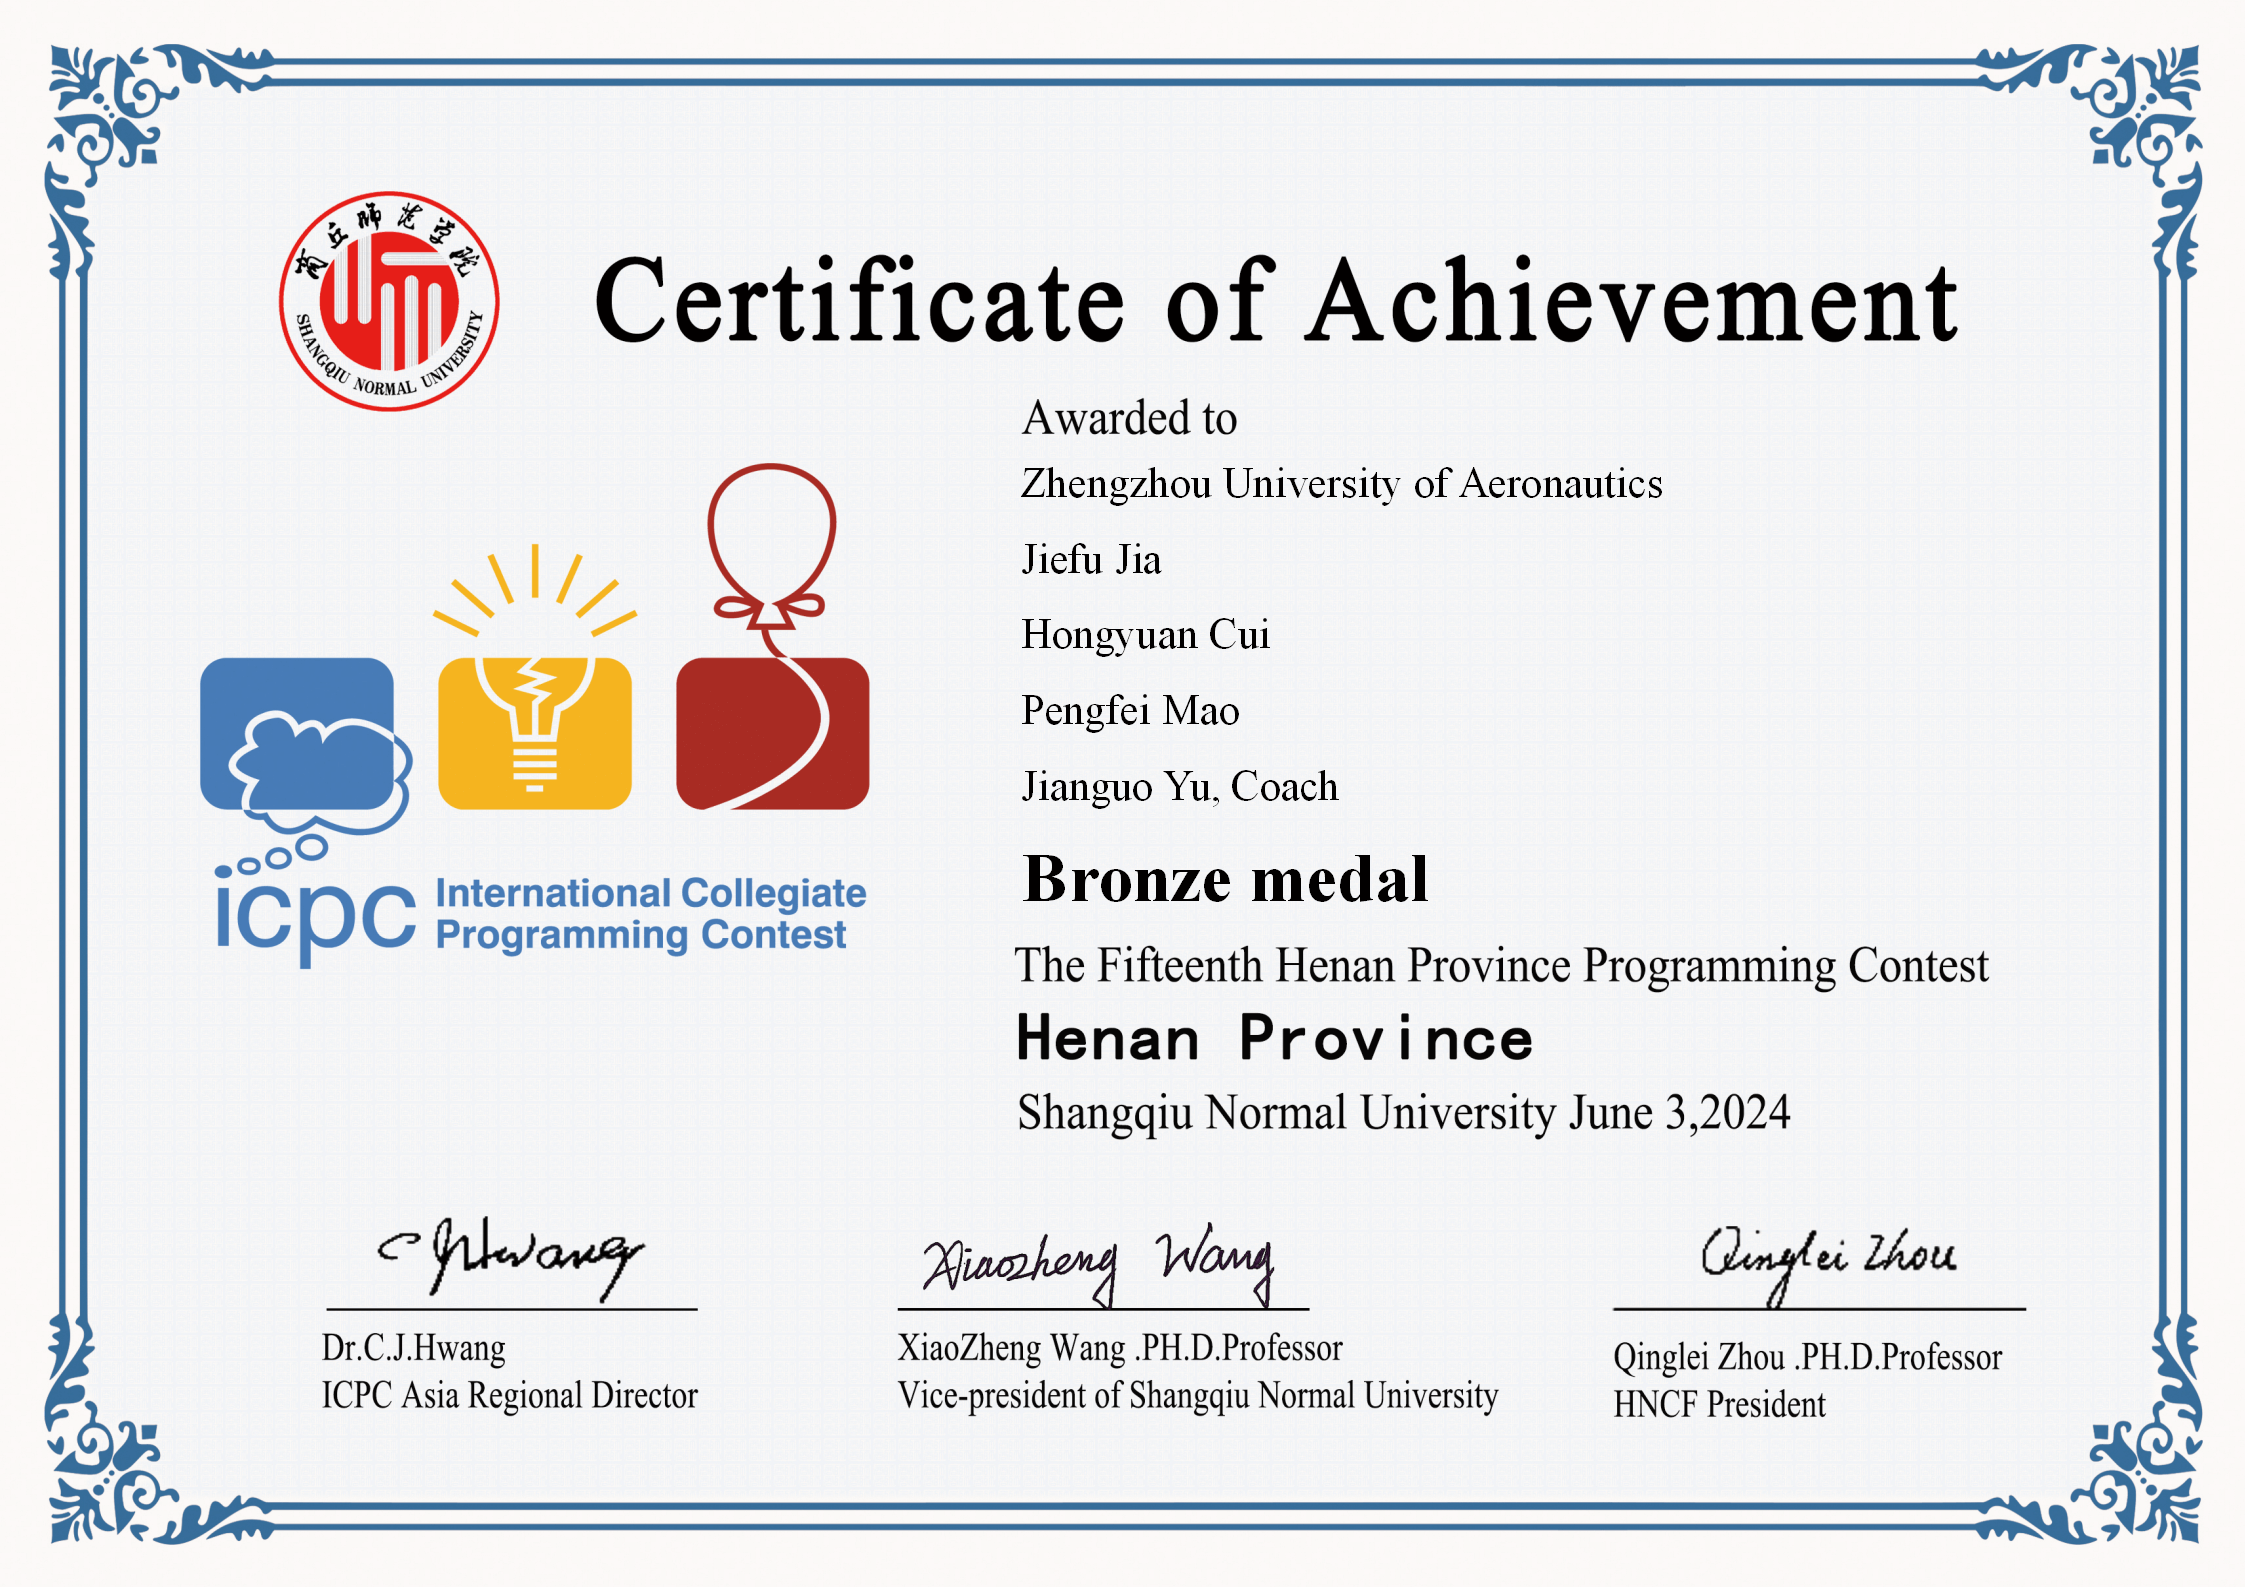 商丘师范学院
SHANGQIU NORMAL UNIVERSITY
Certificate of Achievement
Awarded to
Zhengzhou University of Aeronautics
Jiefu Jia
Hongyuan Cui
Pengfei Mao
Jianguo Yu, Coach
Bronze medal
icpc International Collegiate
Programming Contest
The Fifteenth Henan Province Programming Contest
Henan Province
Shangqiu Normal University June 3,2024
C J Hwang
Xiaozheng Wang
Qinglei Zhou
Dr.C.J.Hwang
ICPC Asia Regional Director
XiaoZheng Wang .PH.D.Professor
Vice-president of Shangqiu Normal University
Qinglei Zhou .PH.D.Professor
HNCF President